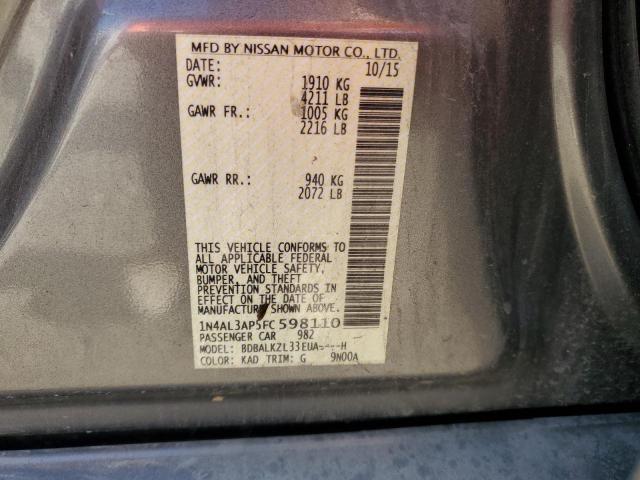 MFD BY NISSAN MOTOR CO., LTD.
DATE: 10/15
GVWR: 1910 KG
4211 LB
GAWR FR.: 1005 KG
2216 LB
GAWR RR.: 940 KG
2072 LB
THIS VEHICLE CONFORMS TO
ALL APPLICABLE FEDERAL
MOTOR VEHICLE SAFETY,
BUMPER, AND THEFT
PREVENTION STANDARDS IN
EFFECT ON THE DATE OF
MANUFACTURE SHOWN ABOVE.
1N4AL3AP5FC598110
PASSENGER CAR 982
MODEL: BDBALKZL33EUA----H
COLOR: KAD TRIM: G 9N00A